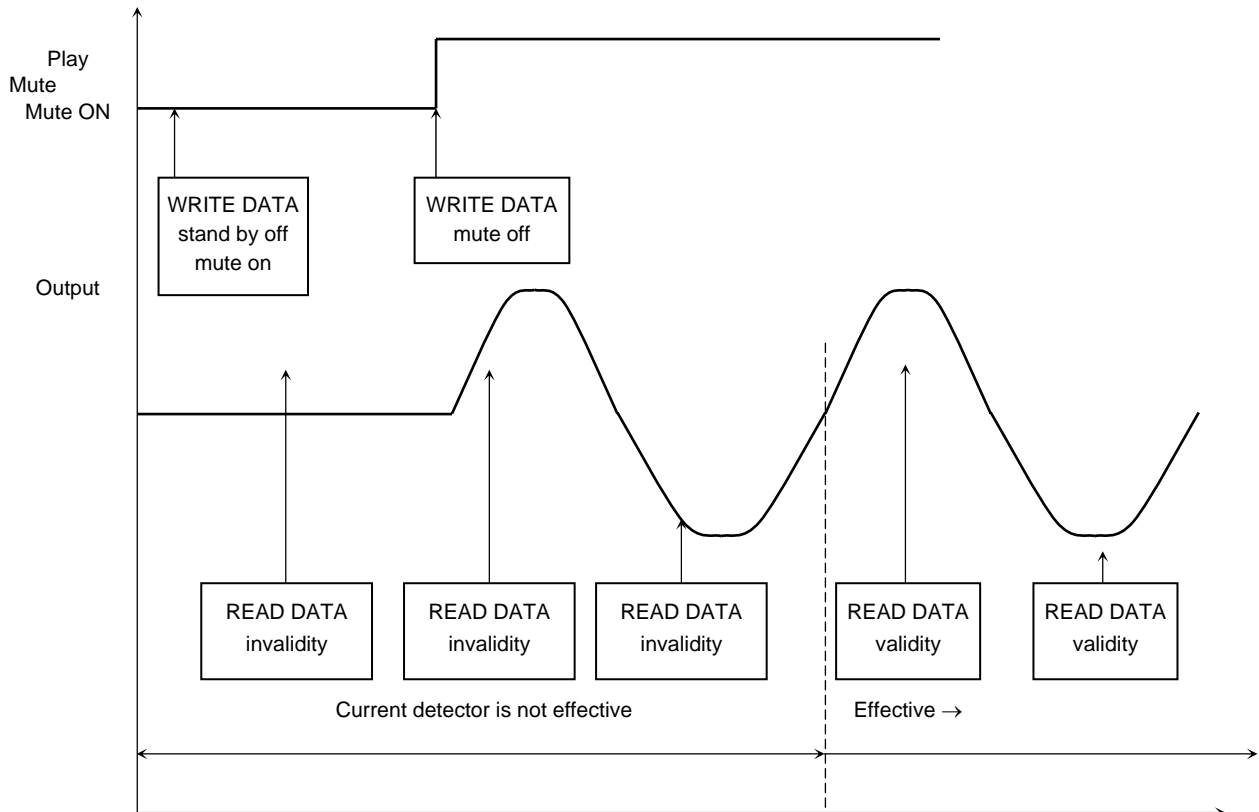 Play
Mute
Mute ON
WRITE DATA
stand by off
mute on
WRITE DATA
mute off
Output
READ DATA
invalidity
READ DATA
invalidity
READ DATA
invalidity
READ DATA
validity
READ DATA
validity
Current detector is not effective
Effective →